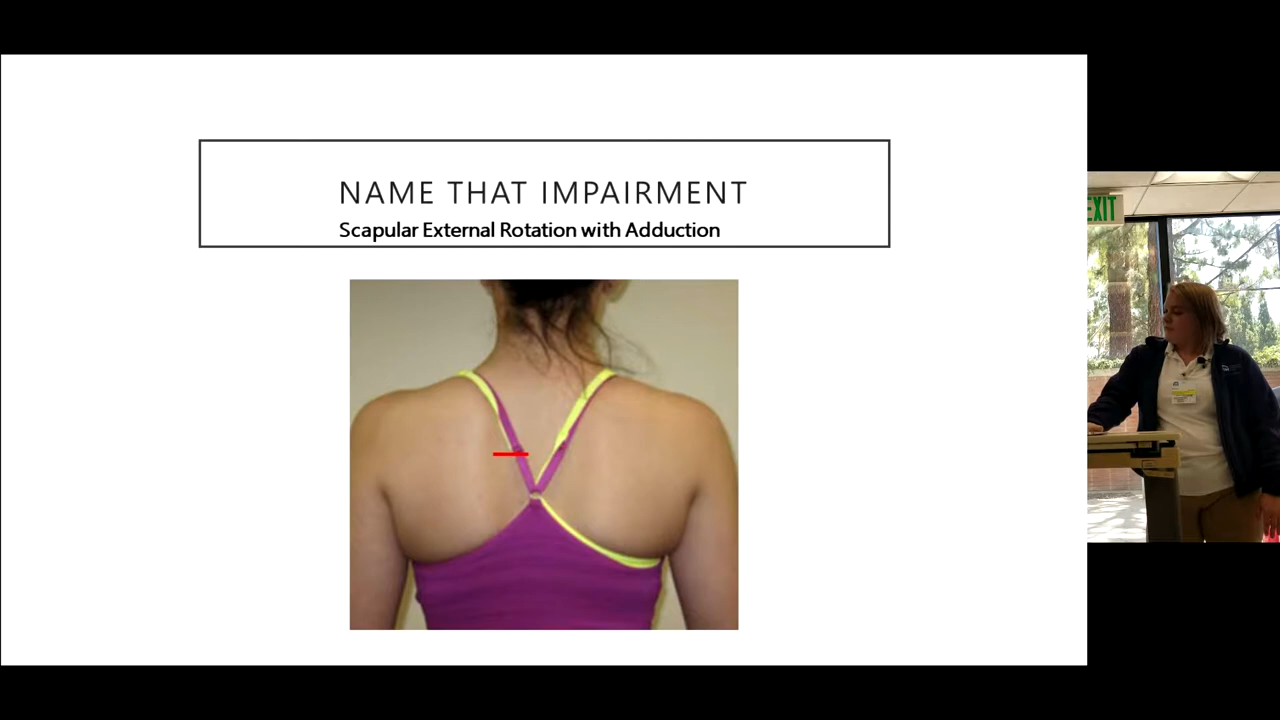 NAME THAT IMPAIRMENT
Scapular External Rotation with Adduction
EXIT